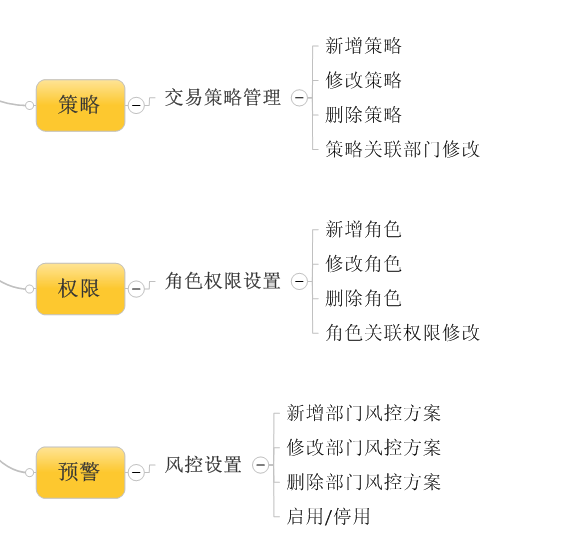 新增策略
修改策略
策略
交易策略管理
删除策略
策略关联部门修改
新增角色
修改角色
权限
角色权限设置
删除角色
角色关联权限修改
新增部门风控方案
修改部门风控方案
预警
风控设置
删除部门风控方案
启用/停用